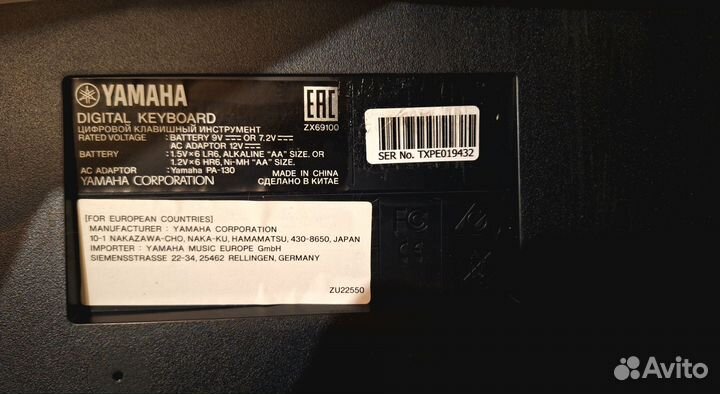 YAMAHA
DIGITAL KEYBOARD
ЦИФРОВОЙ КЛАВИШНЫЙ ИНСТРУМЕНТ
RATED VOLTAGE : BATTERY 9V ⎓ OR 7.2V ⎓
AC ADAPTOR 12V ⎓
BATTERY : 1.5V×6 LR6, ALKALINE "AA" SIZE, OR
1.2V×6 HR6, Ni-MH "AA" SIZE.
AC ADAPTOR : Yamaha PA-130
YAMAHA CORPORATION
EAC
ZX69100
MADE IN CHINA
СДЕЛАНО В КИТАЕ
SER No. TXPE019432
[FOR EUROPEAN COUNTRIES]
MANUFACTURER : YAMAHA CORPORATION
10-1 NAKAZAWA-CHO, NAKA-KU, HAMAMATSU, 430-8650, JAPAN
IMPORTER : YAMAHA MUSIC EUROPE GmbH
SIEMENSSTRASSE 22-34, 25462 RELLINGEN, GERMANY
ZU22550
FC
CE
Avito